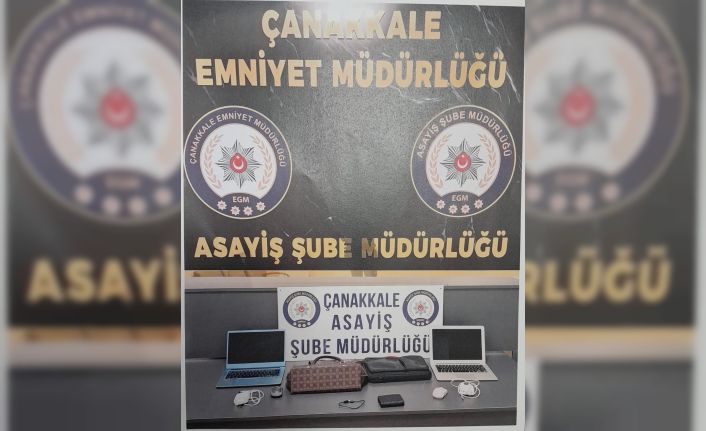 ÇANAKKALE
EMNİYET MÜDÜRLÜĞÜ
ÇANAKKALE EMNİYET MÜDÜRLÜĞÜ
EGM
ASAYİŞ ŞUBE MÜDÜRLÜĞÜ
EGM
ASAYİŞ ŞUBE MÜDÜRLÜĞÜ
ÇANAKKALE
ASAYİŞ
ŞUBE MÜDÜRLÜĞÜ